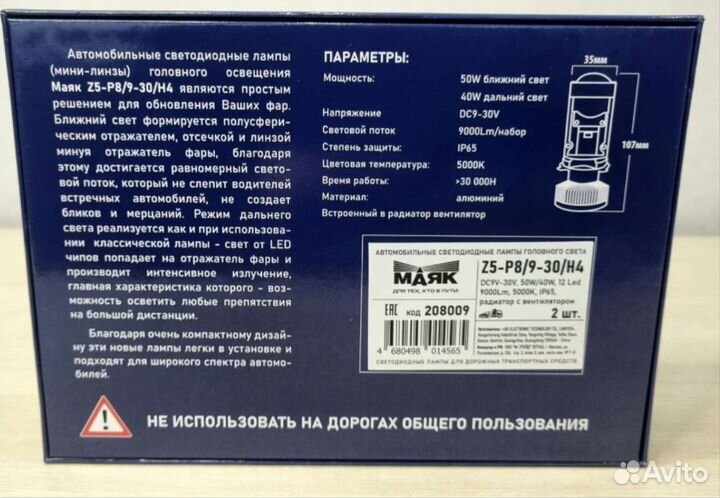 Автомобильные светодиодные лампы
(мини-линзы) головного освещения
Маяк Z5-P8/9-30/H4 являются простым
решением для обновления Ваших фар.
Ближний свет формируется полусфери-
ческим отражателем, отсечкой и линзой
минуя отражатель фары, благодаря
этому достигается равномерный свето-
вой поток, который не слепит водителей
встречных автомобилей, не создает
бликов и мерцаний. Режим дальнего
света реализуется как и при использова-
нии классической лампы - свет от LED
чипов попадает на отражатель фары и
производит интенсивное излучение,
главная характеристика которого - воз-
можность осветить любые препятствия
на большой дистанции.
Благодаря очень компактному дизай-
ну эти новые лампы легки в установке и
подходят для широкого спектра автомо-
билей.
ПАРАМЕТРЫ:
Мощность: 50W ближний свет
40W дальний свет
Напряжение DC9-30V
Световой поток 9000Lm/набор
Степень защиты: IP65
Цветовая температура: 5000K
Время работы: >30 000H
Материал: алюминий
Встроенный в радиатор вентилятор
35мм
107мм
АВТОМОБИЛЬНЫЕ СВЕТОДИОДНЫЕ ЛАМПЫ ГОЛОВНОГО СВЕТА
МАЯК
ДЛЯ ТЕХ, КТО В ПУТИ
EAC код 208009
4 680498 014565
Z5-P8/9-30/H4
DC9V-30V, 50W/40W, 12 Led
9000Lm, 5000K, IP65,
радиатор с вентилятором
2 шт.
СВЕТОДИОДНЫЕ ЛАМПЫ ДЛЯ ДОРОЖНЫХ ТРАНСПОРТНЫХ СРЕДСТВ
НЕ ИСПОЛЬЗОВАТЬ НА ДОРОГАХ ОБЩЕГО ПОЛЬЗОВАНИЯ
Avito